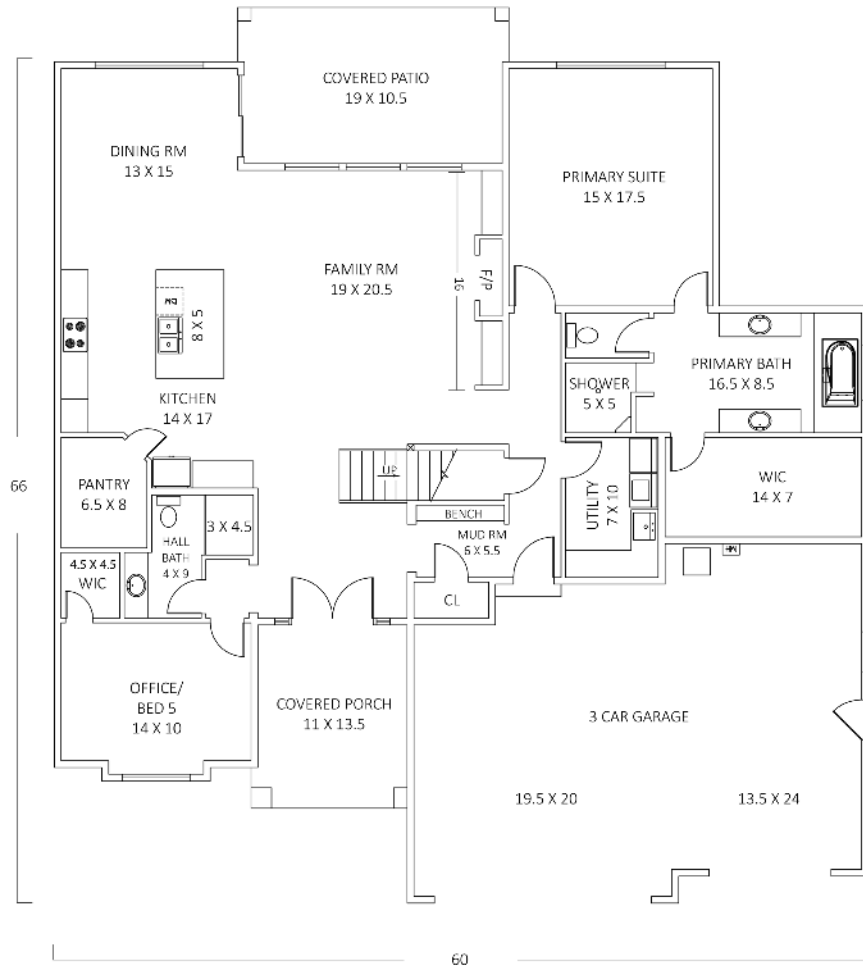 COVERED PATIO
19 X 10.5
DINING RM
13 X 15
PRIMARY SUITE
15 X 17.5
FAMILY RM
19 X 20.5
16
F/P
DW
8 X 5
KITCHEN
14 X 17
SHOWER
5 X 5
PRIMARY BATH
16.5 X 8.5
PANTRY
6.5 X 8
UP
WIC
14 X 7
66
UTILITY
7 X 10
BENCH
MUD RM
6 X 5.5
3 X 4.5
HALL
BATH
4 X 9
4.5 X 4.5
WIC
CL
WH
OFFICE/
BED 5
14 X 10
COVERED PORCH
11 X 13.5
3 CAR GARAGE
19.5 X 20
13.5 X 24
60